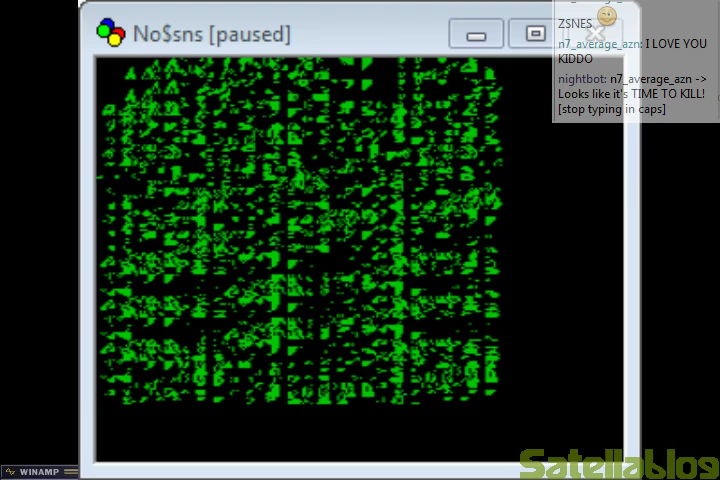 No$sns [paused]
ZSNES
n7_average_azn: I LOVE YOU
KIDDO
nightbot: n7_average_azn ->
Looks like it's TIME TO KILL!
[stop typing in caps]
WINAMP
Satellablog